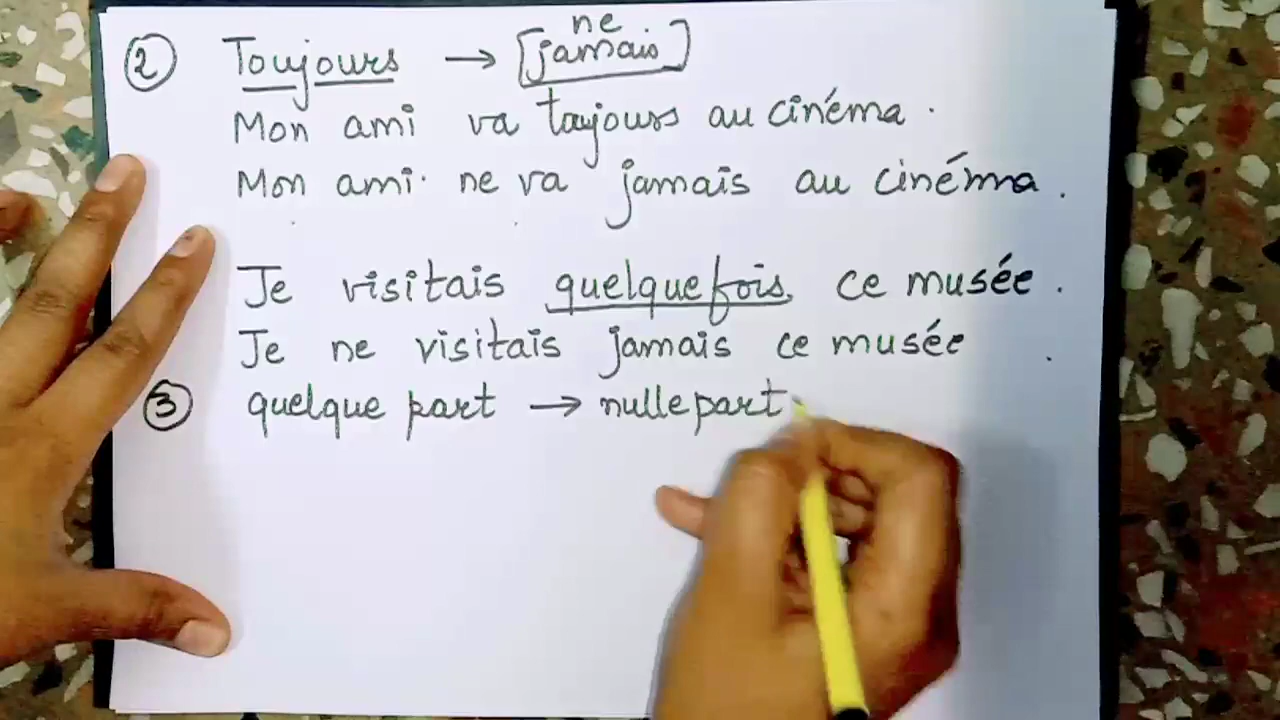 ② Toujours → [ne jamais]
Mon ami va toujours au cinéma.
Mon ami ne va jamais au cinéma.
Je visitais quelquefois ce musée.
Je ne visitais jamais ce musée.
③ quelque part → nulle part